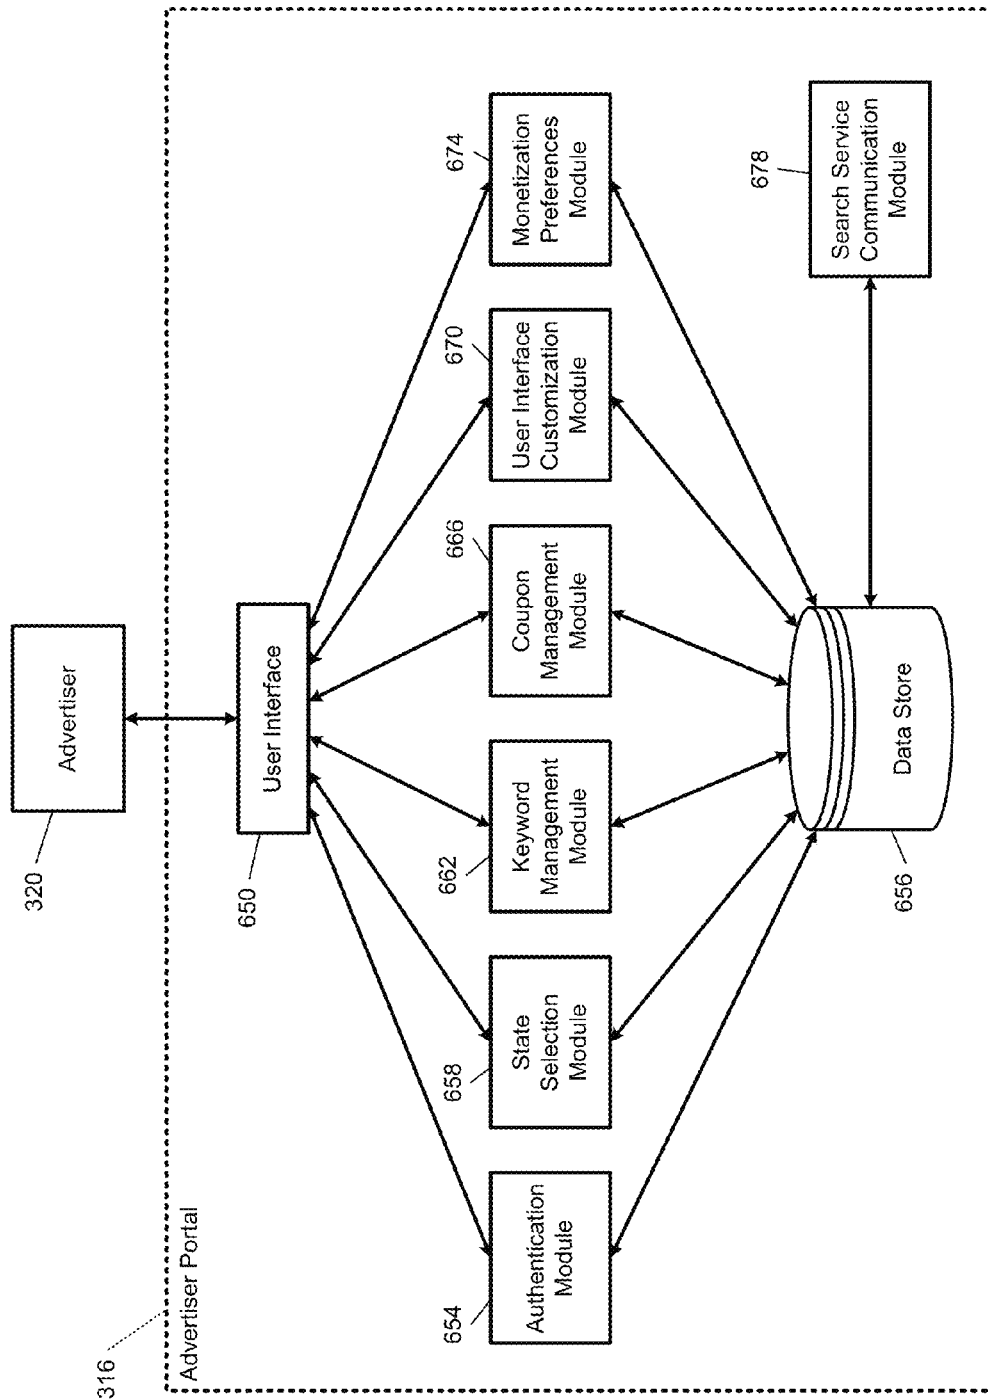 316
Advertiser Portal
320
Advertiser
650
User Interface
654
Authentication
Module
658
State
Selection
Module
662
Keyword
Management
Module
666
Coupon
Management
Module
670
User Interface
Customization
Module
674
Monetization
Preferences
Module
656
Data Store
678
Search Service
Communication
Module